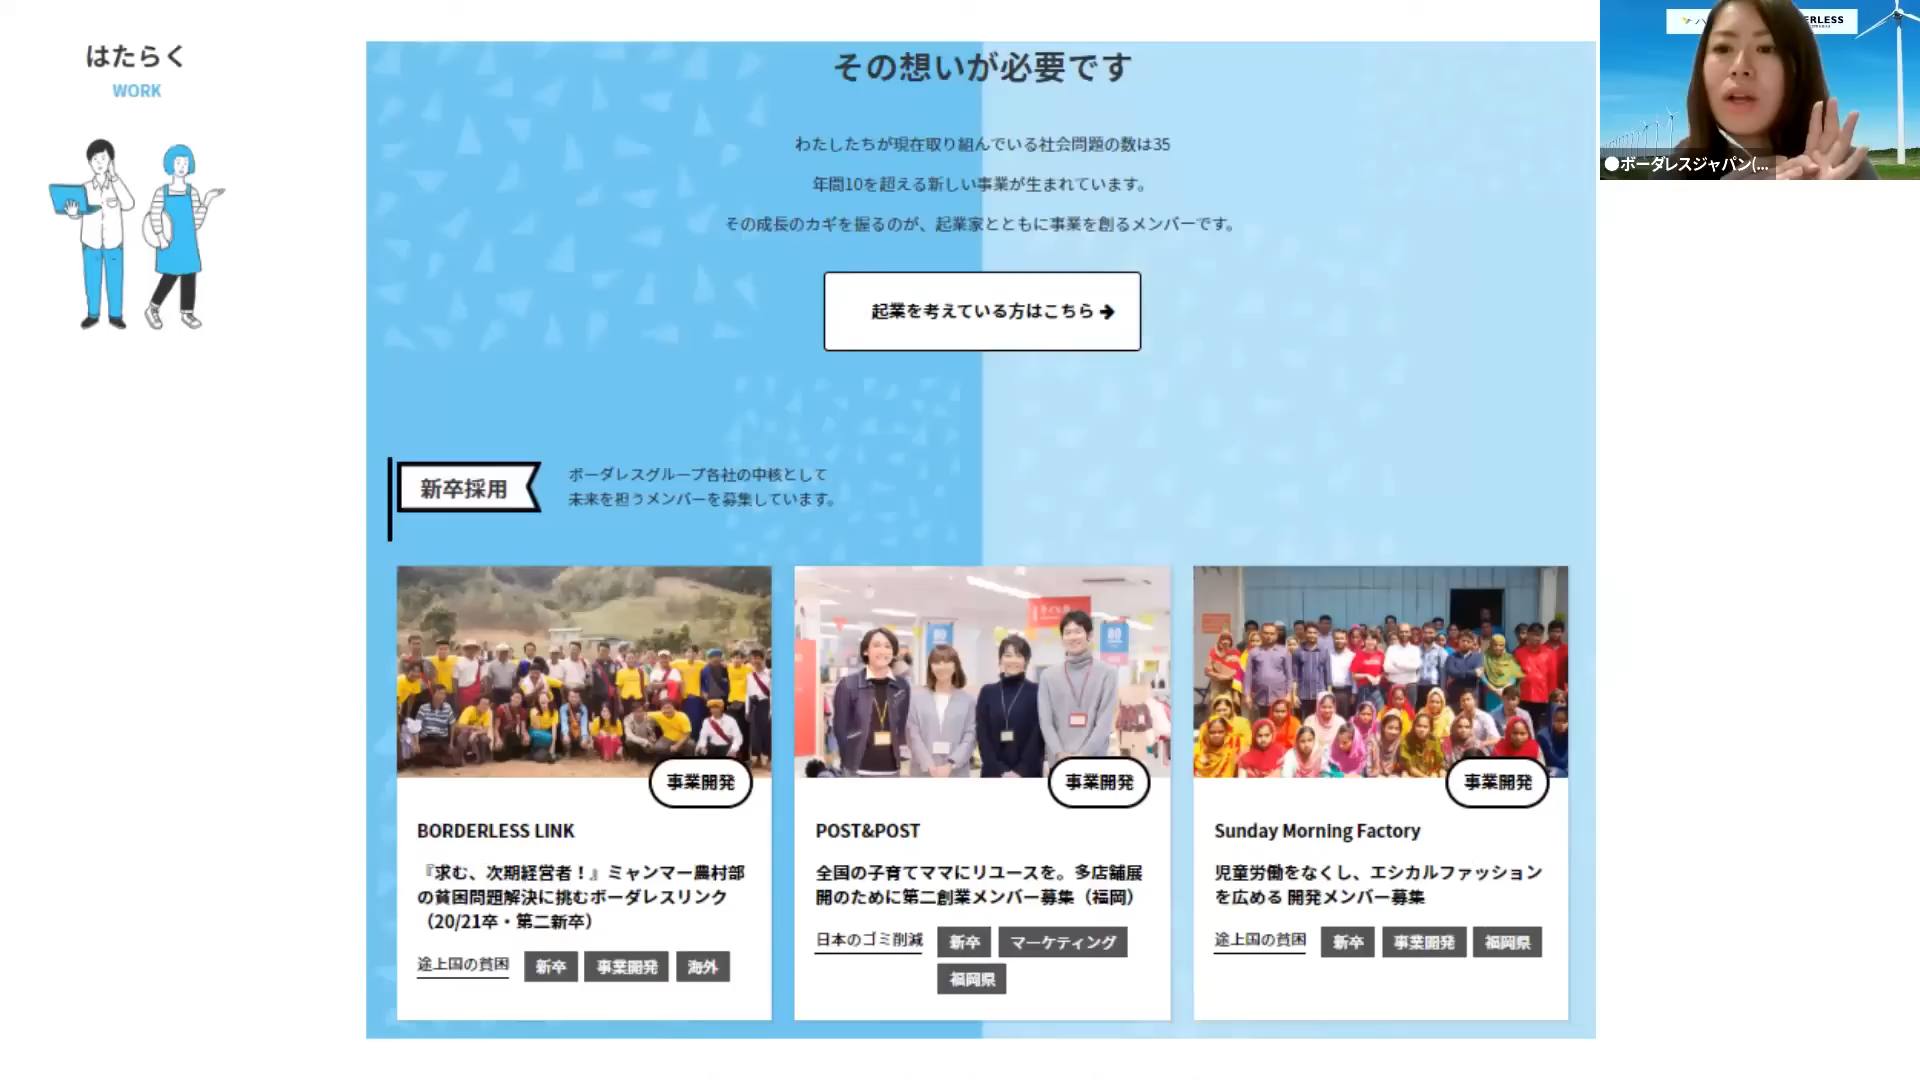 はたらく
WORK
その想いが必要です
わたしたちが現在取り組んでいる社会問題の数は35
年間10を超える新しい事業が生まれています。
その成長のカギを握るのが、起業家とともに事業を創るメンバーです。
起業を考えている方はこちら
新卒採用
ボーダレスグループ各社の中核として
未来を担うメンバーを募集しています。
事業開発
BORDERLESS LINK
『求む、次期経営者！』ミャンマー農村部
の貧困問題解決に挑むボーダレスリンク
（20/21卒・第二新卒）
途上国の貧困 新卒 事業開発 海外
事業開発
POST&POST
全国の子育てママにリユースを。多店舗展
開のために第二創業メンバー募集（福岡）
日本のゴミ削減 新卒 マーケティング
福岡県
事業開発
Sunday Morning Factory
児童労働をなくし、エシカルファッション
を広める 開発メンバー募集
途上国の貧困 新卒 事業開発 福岡県
ERLESS
●ボーダレスジャパン(...